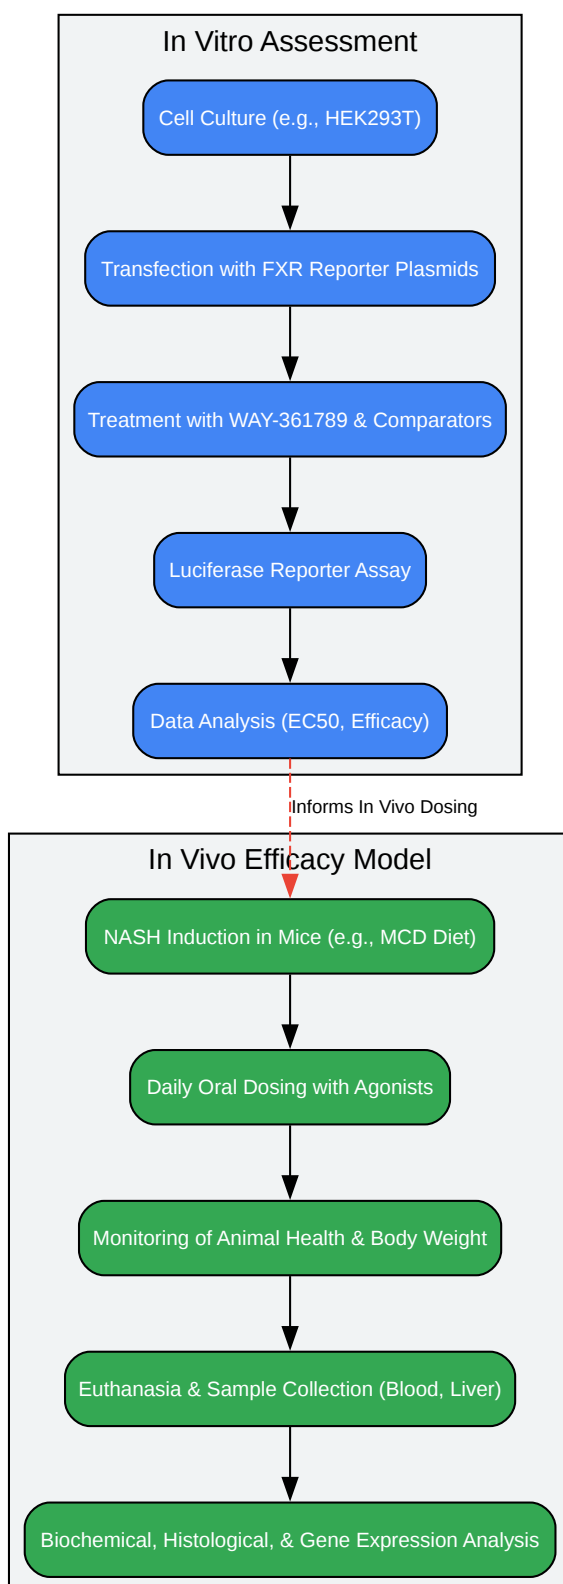 In Vitro Assessment
Cell Culture (e.g., HEK293T)
Transfection with FXR Reporter Plasmids
Treatment with WAY-361789 & Comparators
Luciferase Reporter Assay
Data Analysis (EC50, Efficacy)
Informs In Vivo Dosing
In Vivo Efficacy Model
NASH Induction in Mice (e.g., MCD Diet)
Daily Oral Dosing with Agonists
Monitoring of Animal Health & Body Weight
Euthanasia & Sample Collection (Blood, Liver)
Biochemical, Histological, & Gene Expression Analysis